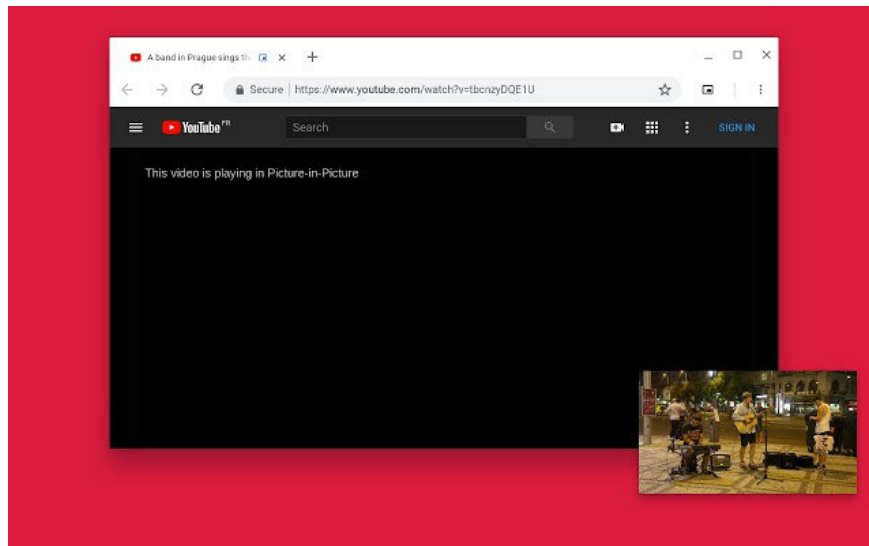 A band in Prague sings th
Secure | https://www.youtube.com/watch?v=tbcnzyDQE1U
YouTube FR
Search
SIGN IN
This video is playing in Picture-in-Picture